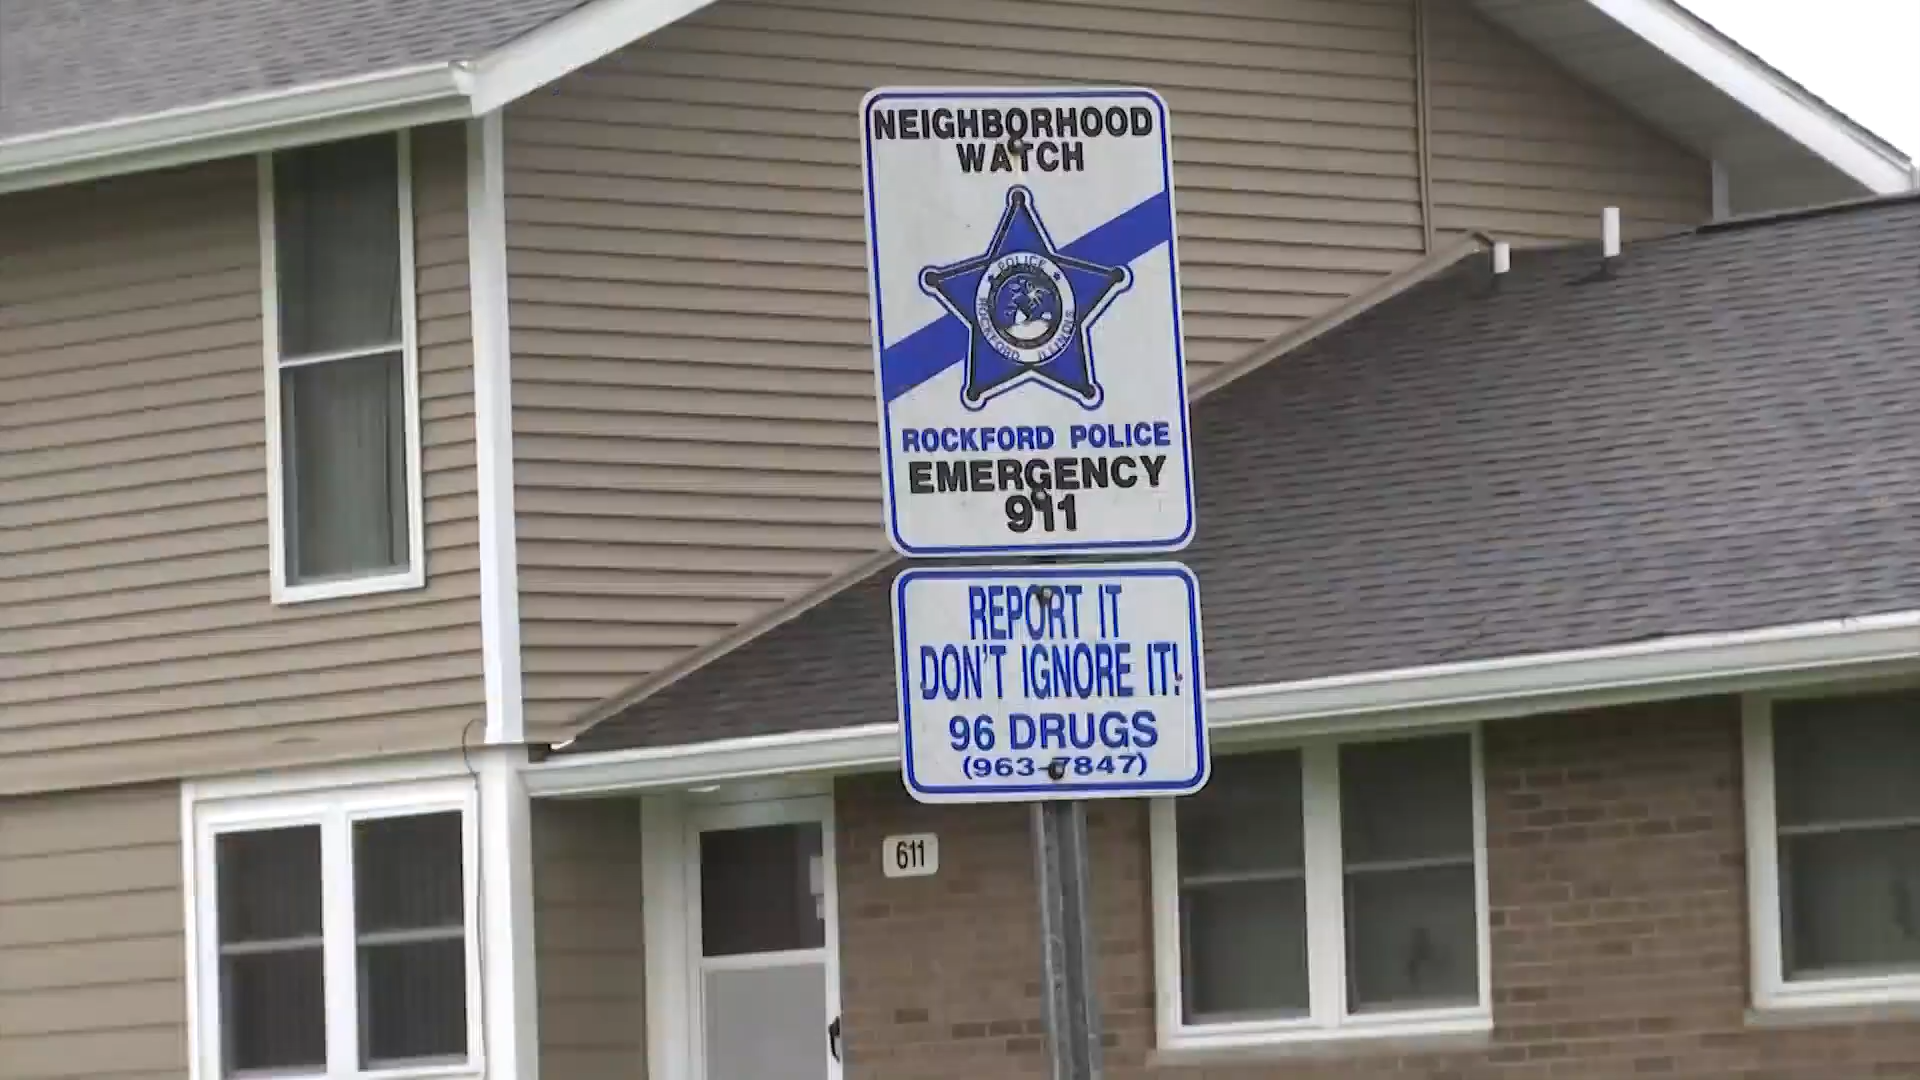 NEIGHBORHOOD
WATCH
POLICE
ROCKFORD ILLINOIS
ROCKFORD POLICE
EMERGENCY
911
REPORT IT
DON'T IGNORE IT!
96 DRUGS
(963-7847)
611